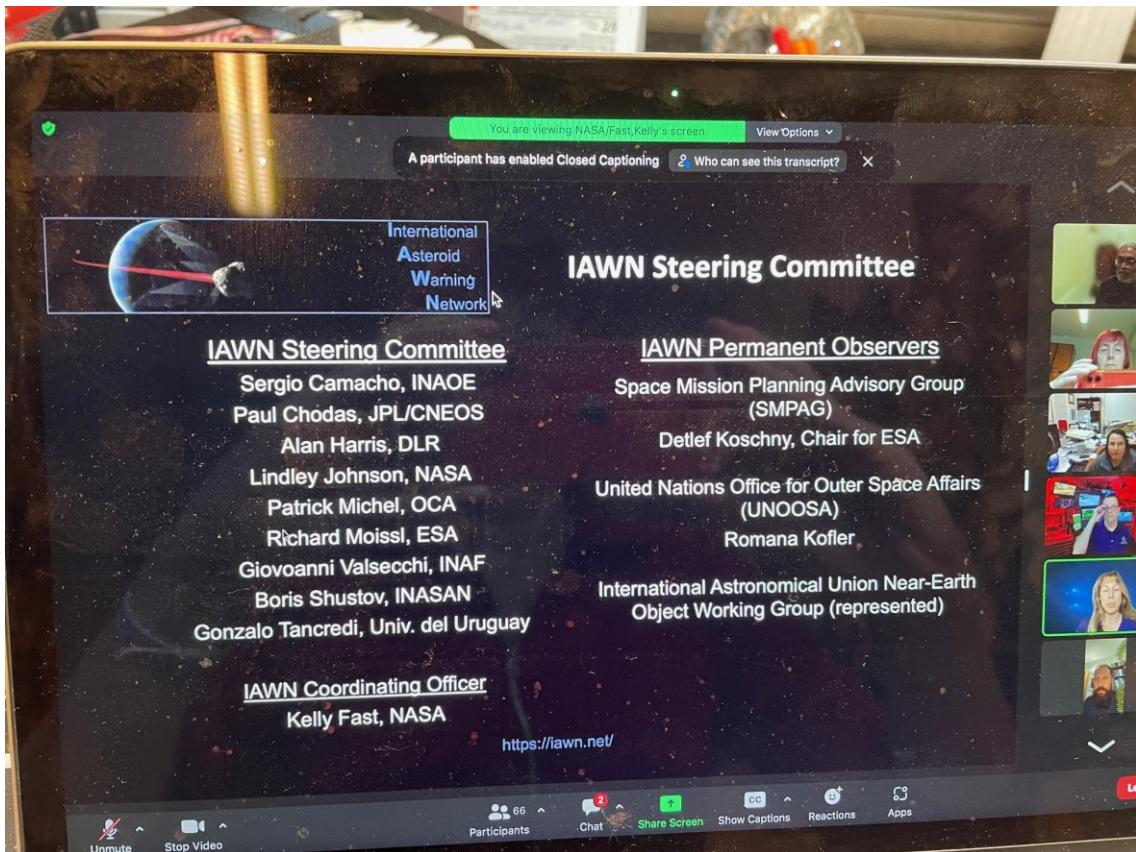 You are viewing NASA/Fast,Kelly's screen
View Options
A participant has enabled Closed Captioning
Who can see this transcript?
International
Asteroid
Warning
Network
IAWN Steering Committee
IAWN Steering Committee
Sergio Camacho, INAOE
Paul Chodas, JPL/CNEOS
Alan Harris, DLR
Lindley Johnson, NASA
Patrick Michel, OCA
Richard Moissl, ESA
Giovoanni Valsecchi, INAF
Boris Shustov, INASAN
Gonzalo Tancredi, Univ. del Uruguay
IAWN Coordinating Officer
Kelly Fast, NASA
IAWN Permanent Observers
Space Mission Planning Advisory Group
(SMPAG)
Detlef Koschny, Chair for ESA
United Nations Office for Outer Space Affairs
(UNOOSA)
Romana Kofler
International Astronomical Union Near-Earth
Object Working Group (represented)
https://iawn.net/
Unmute
Stop Video
66
Participants
2
Chat
Share Screen
CC
Show Captions
Reactions
Apps
Le